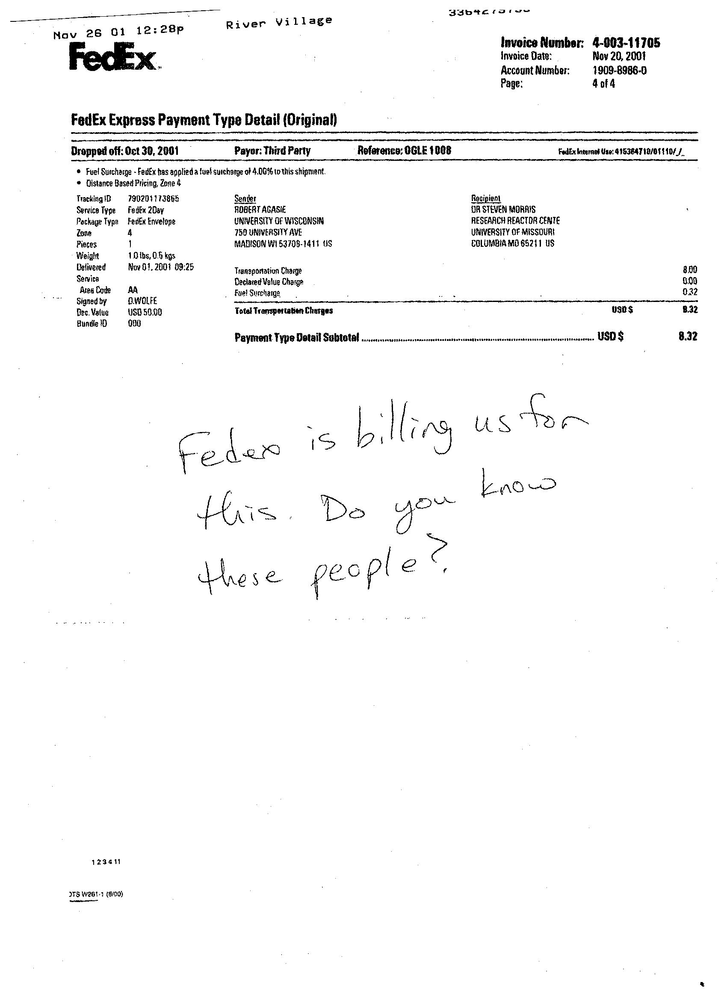 Nov 26 01 12:28p River Village
FedEx
Invoice Number: 4-003-11705
Invoice Date: Nov 20, 2001
Account Number: 1909-8986-0
Page: 4 of 4
FedEx Express Payment Type Detail (Original)
Dropped off: Oct 30, 2001 Payor: Third Party Reference: OGLE 1008 FedEx Internal Use: 415364710/01110/_/_
• Fuel Surcharge - FedEx has applied a fuel surcharge of 4.00% to this shipment.
• Distance Based Pricing, Zone 4
Tracking ID 790201173865 Sender Recipient
Service Type FedEx 2Day ROBERT AGASIE DR STEVEN MORRIS
Package Type FedEx Envelope UNIVERSITY OF WISCONSIN RESEARCH REACTOR CENTE
Zone 4 750 UNIVERSITY AVE UNIVERSITY OF MISSOURI
Pieces 1 MADISON WI 53706-1411 US COLUMBIA MO 65211 US
Weight 1.0 lbs, 0.5 kgs
Delivered Nov 01, 2001 09:25 Transportation Charge 8.00
Service Declared Value Charge 0.00
Area Code AA Fuel Surcharge 0.32
Signed by D.WOLFE
Dec. Value USD 50.00 Total Transportation Charges USD $ 8.32
Bundle ID 000
Payment Type Detail Subtotal USD $ 8.32
Fedex is billing us for
this. Do you know
these people?
123411
OTS W261-1 (8/00)